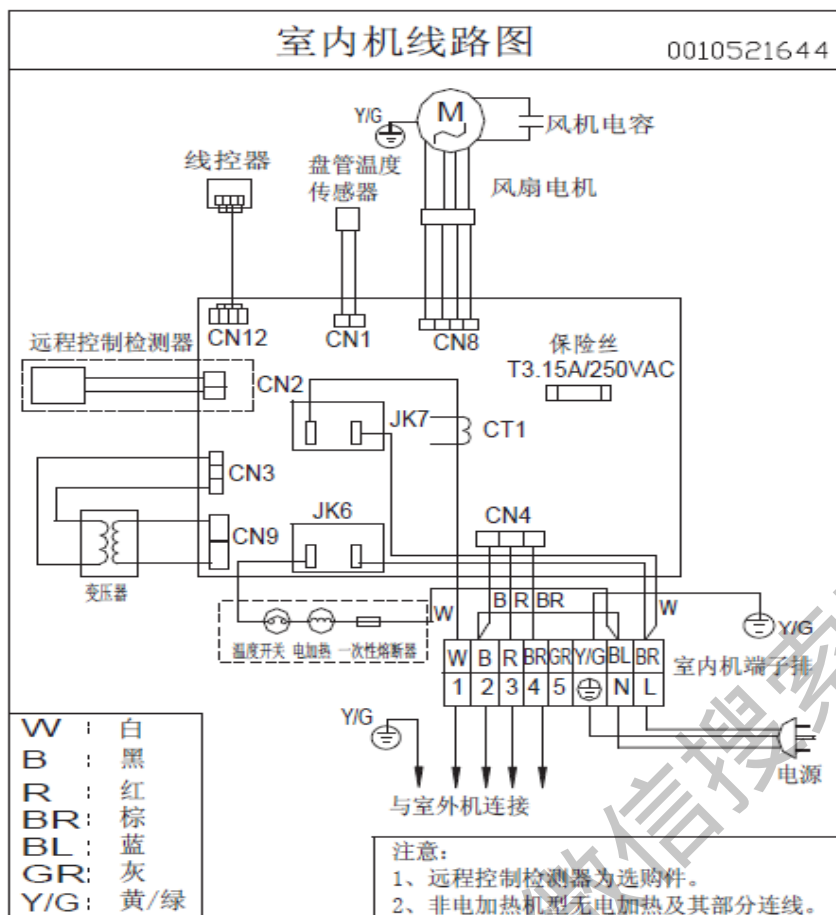 室内机线路图 0010521644
Y/G M 风机电容
线控器 盘管温度
传感器 风扇电机
CN12 CN1 CN8 保险丝
远程控制检测器 T3.15A/250VAC
CN2 JK7 CT1
CN3
CN9 JK6 CN4
变压器
B R BR
W W Y/G
温度开关 电加热 一次性熔断器
W B R BR GR Y/G BL BR 室内机端子排
1 2 3 4 5 N L
Y/G
与室外机连接 电源
W : 白
B : 黑
R : 红
BR: 棕
BL: 蓝
GR: 灰
Y/G: 黄/绿
注意:
1、远程控制检测器为选购件。
2、非电加热机型无电加热及其部分连线。